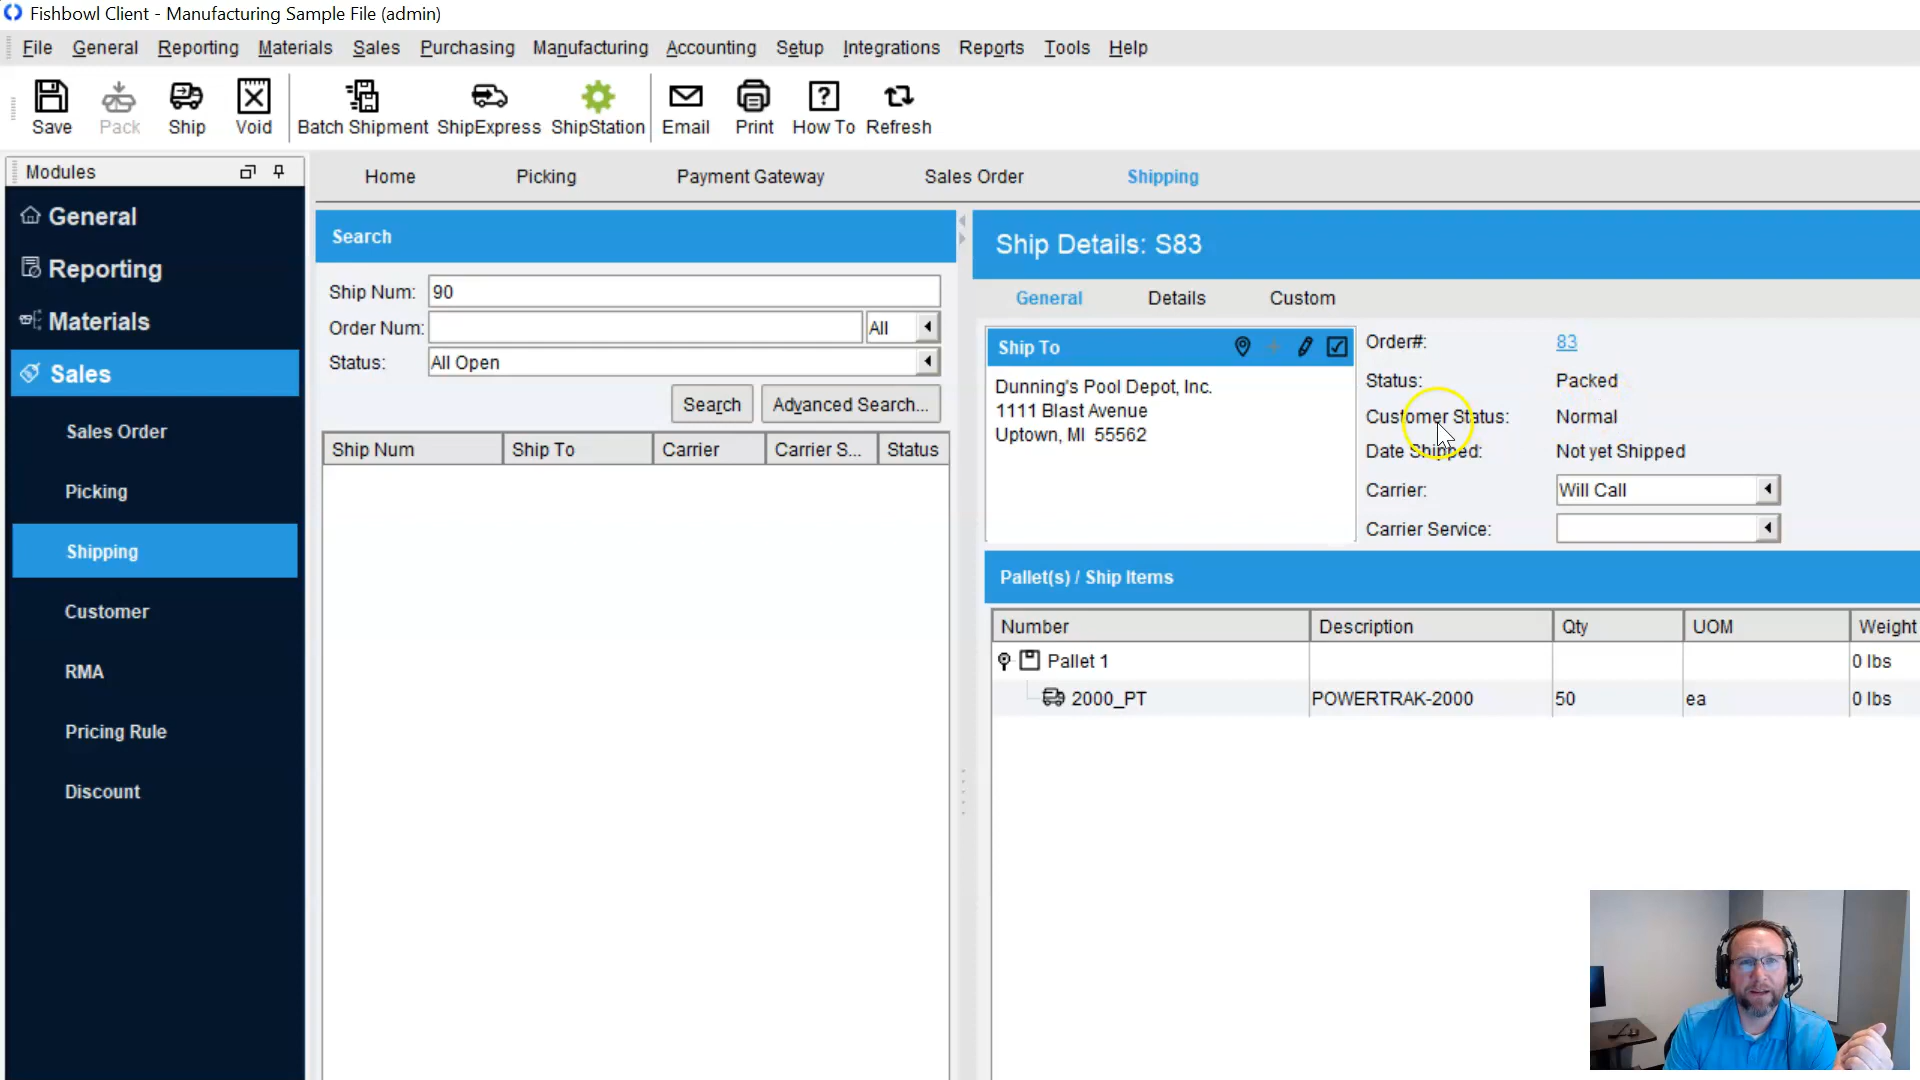 Fishbowl Client - Manufacturing Sample File (admin)
File General Reporting Materials Sales Purchasing Manufacturing Accounting Setup Integrations Reports Tools Help
Save Pack Ship Void Batch Shipment ShipExpress ShipStation Email Print How To Refresh
Modules
General
Reporting
Materials
Sales
Sales Order
Picking
Shipping
Customer
RMA
Pricing Rule
Discount
Home Picking Payment Gateway Sales Order Shipping
Search
Ship Num: 90
Order Num: All
Status: All Open
Search Advanced Search...
Ship Num Ship To Carrier Carrier S... Status
Ship Details: S83
General Details Custom
Ship To
Dunning's Pool Depot, Inc.
1111 Blast Avenue
Uptown, MI 55562
Order#: 83
Status: Packed
Customer Status: Normal
Date Shipped: Not yet Shipped
Carrier: Will Call
Carrier Service:
Pallet(s) / Ship Items
Number Description Qty UOM Weight
Pallet 1 0 lbs
2000_PT POWERTRAK-2000 50 ea 0 lbs